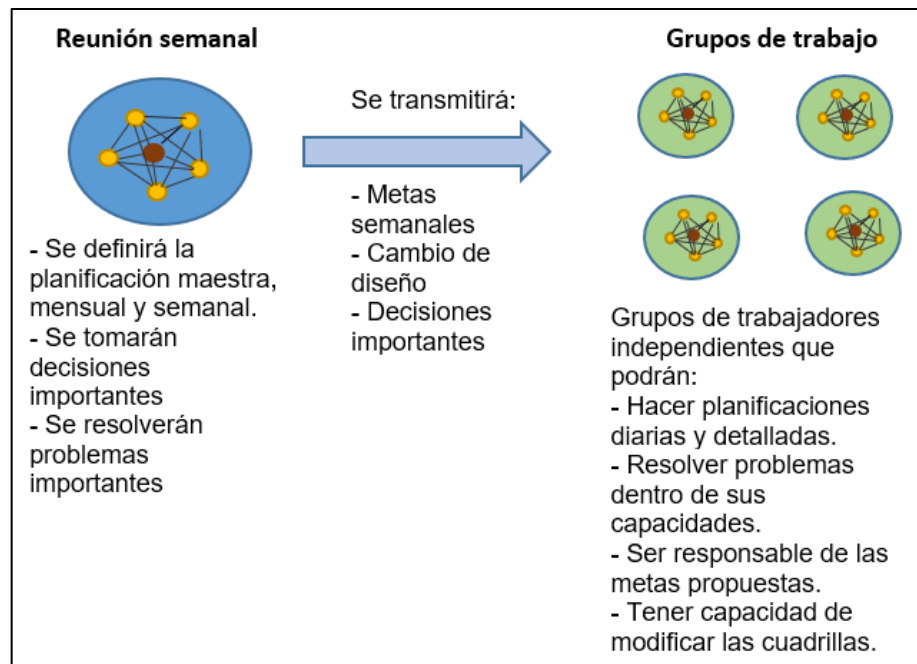 Reunión semanal
- Se definirá la
planificación maestra,
mensual y semanal.
- Se tomarán
decisiones
importantes
- Se resolverán
problemas
importantes
Se transmitirá:
- Metas
semanales
- Cambio de
diseño
- Decisiones
importantes
Grupos de trabajo
Grupos de trabajadores
independientes que
podrán:
- Hacer planificaciones
diarias y detalladas.
- Resolver problemas
dentro de sus
capacidades.
- Ser responsable de las
metas propuestas.
- Tener capacidad de
modificar las cuadrillas.